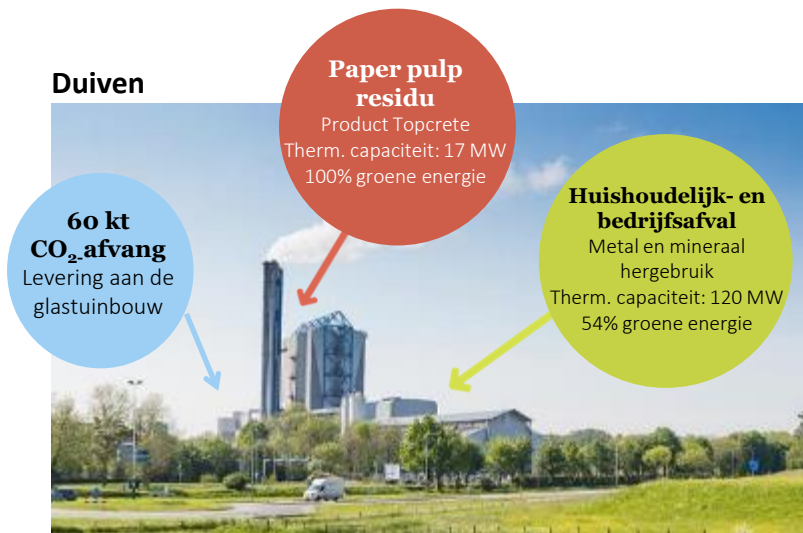 Duiven
Paper pulp
residu
Product Topcrete
Therm. capaciteit: 17 MW
100% groene energie
60 kt
CO₂-afvang
Levering aan de
glastuinbouw
Huishoudelijk- en
bedrijfsafval
Metal en mineraal
hergebruik
Therm. capaciteit: 120 MW
54% groene energie